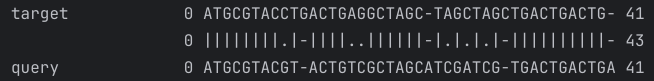 target 0 ATGCGTACCTGACTGAGGCTAGC-TAGCTAGCTGACTGACTG- 41
0 ||||||||.|-||||..||||||-|.|.|.|-||||||||||- 43
query 0 ATGCGTACGT-ACTGTCGCTAGCATCGATCG-TGACTGACTGA 41